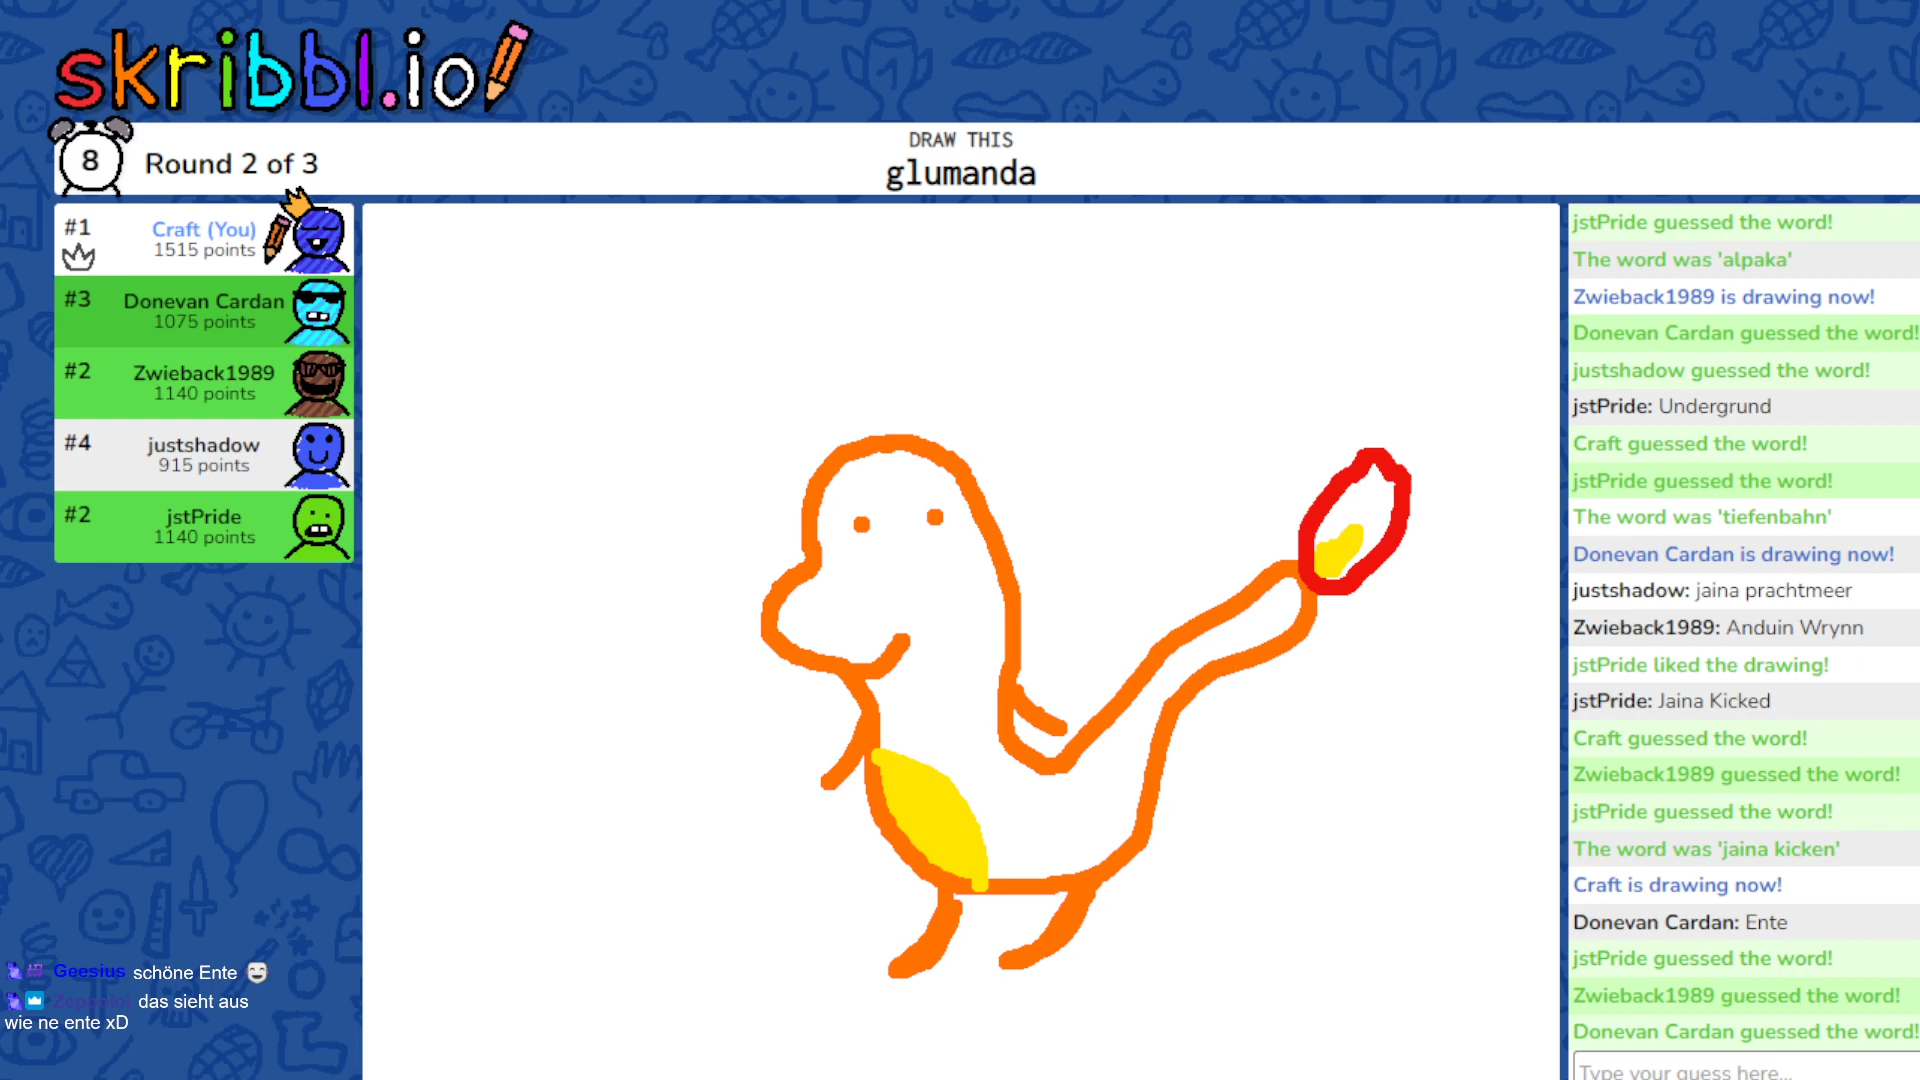 skribbl.io
8
Round 2 of 3
DRAW THIS
glumanda
#1
Craft (You)
1515 points
#3
Donevan Cardan
1075 points
#2
Zwieback1989
1140 points
#4
justshadow
915 points
#2
jstPride
1140 points
jstPride guessed the word!
The word was 'alpaka'
Zwieback1989 is drawing now!
Donevan Cardan guessed the word!
justshadow guessed the word!
jstPride: Undergrund
Craft guessed the word!
jstPride guessed the word!
The word was 'tiefenbahn'
Donevan Cardan is drawing now!
justshadow: jaina prachtmeer
Zwieback1989: Anduin Wrynn
jstPride liked the drawing!
jstPride: Jaina Kicked
Craft guessed the word!
Zwieback1989 guessed the word!
jstPride guessed the word!
The word was 'jaina kicken'
Craft is drawing now!
Donevan Cardan: Ente
jstPride guessed the word!
Zwieback1989 guessed the word!
Donevan Cardan guessed the word!
Type your guess here...
Geesius schöne Ente
das sieht aus
wie ne ente xD